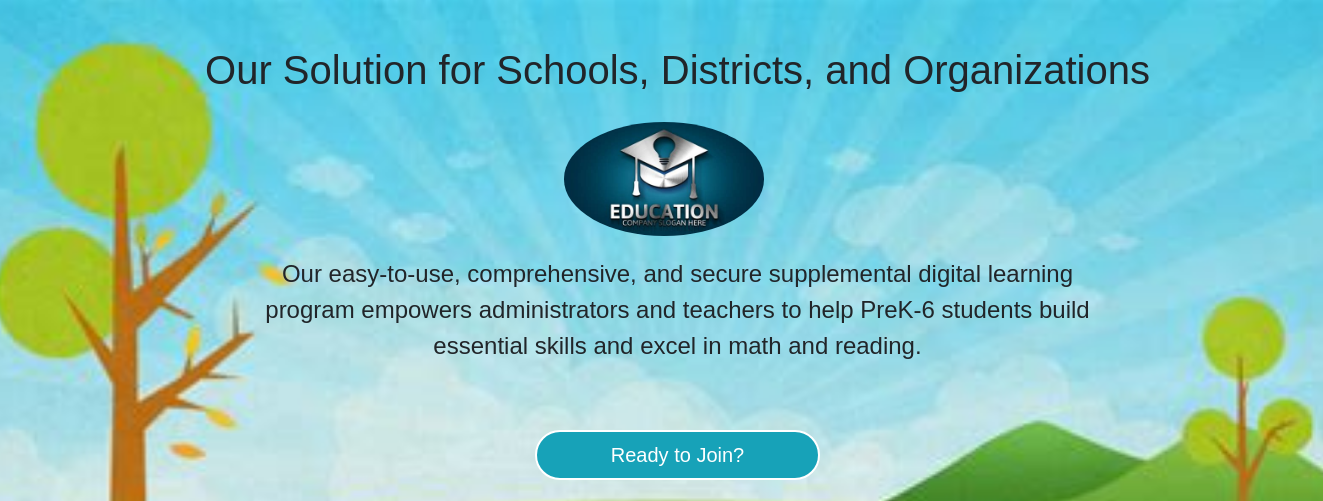 Our Solution for Schools, Districts, and Organizations
EDUCATION
COMPANY SLOGAN HERE
Our easy-to-use, comprehensive, and secure supplemental digital learning
program empowers administrators and teachers to help PreK-6 students build
essential skills and excel in math and reading.
Ready to Join?